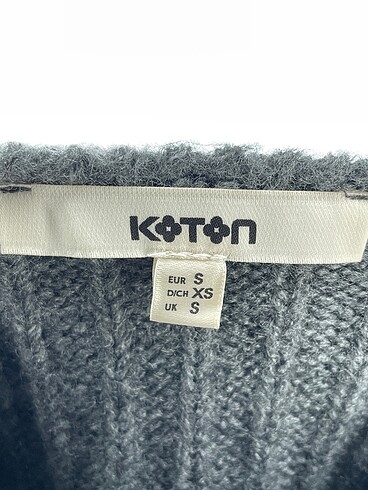 KOTON
EUR S
D/CH XS
UK S